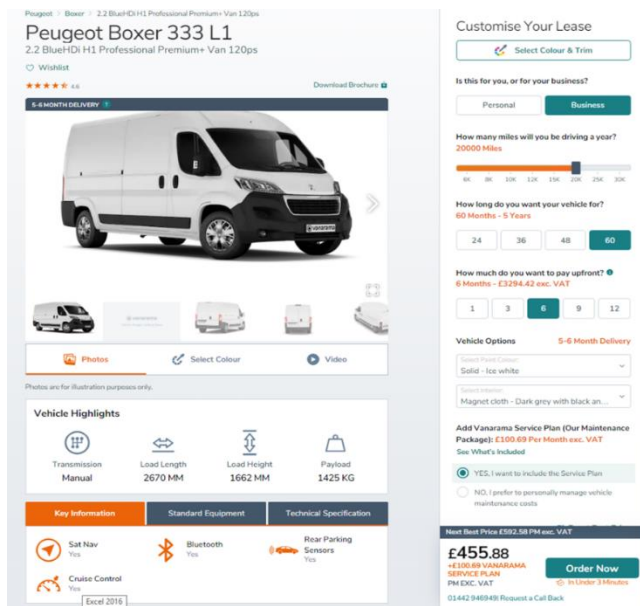 Peugeot / Boxer / 2.2 BlueHDi H1 Professional Premium+ Van 120ps
Peugeot Boxer 333 L1
2.2 BlueHDi H1 Professional Premium+ Van 120ps
Wishlist
4.6
Download Brochure
5-6 MONTH DELIVERY
vanarama
vanarama
Photos
Select Colour
Video
Photos are for illustration purposes only.
Vehicle Highlights
Transmission
Manual
Load Length
2670 MM
Load Height
1662 MM
Payload
1425 KG
Key Information
Standard Equipment
Technical Specification
Sat Nav
Yes
Bluetooth
Yes
Rear Parking
Sensors
Yes
Cruise Control
Yes
Excel 2016
Customise Your Lease
Select Colour & Trim
Is this for you, or for your business?
Personal
Business
How many miles will you be driving a year?
20000 Miles
6K 8K 10K 12K 15K 20K 25K 30K
How long do you want your vehicle for?
60 Months - 5 Years
24 36 48 60
How much do you want to pay upfront?
6 Months - £3294.42 exc. VAT
1 3 6 9 12
Vehicle Options
5-6 Month Delivery
Select Paint Colour:
Solid - Ice white
Select Interior:
Magnet cloth - Dark grey with black an...
Add Vanarama Service Plan (Our Maintenance
Package): £100.69 Per Month exc. VAT
See What's Included
YES, I want to include the Service Plan
NO, I prefer to personally manage vehicle
maintenance costs
Next Best Price £592.58 PM exc. VAT
£455.88
+£100.69 VANARAMA
SERVICE PLAN
PM EXC. VAT
Order Now
In Under 3 Minutes
01442 946949| Request a Call Back